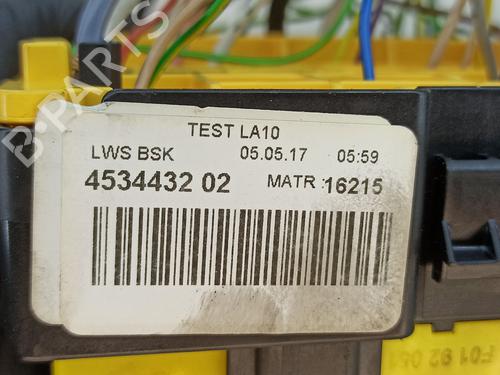 B-PARTS
TEST LA10
LWS BSK 05.05.17 05:59
4534432 02 MATR : 16215